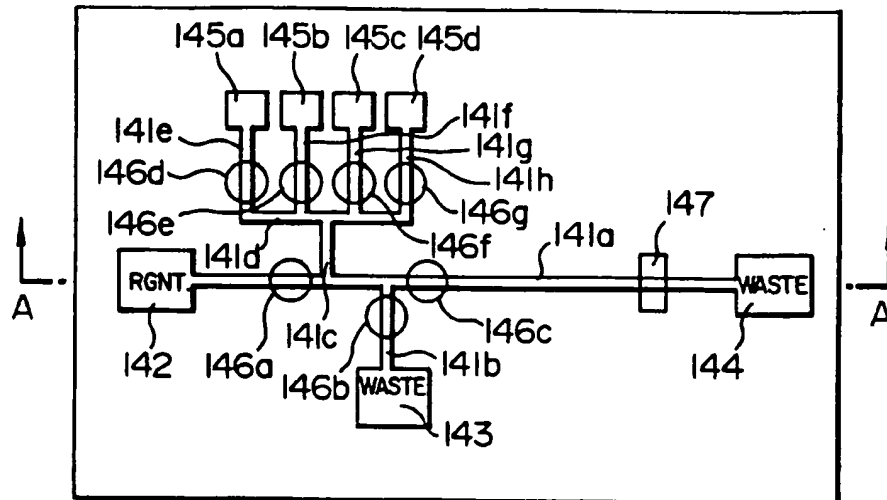 145a 145b 145c 145d
141e 141f
141g
146d 141h
146e 146g
146f 147
141d 141a
A RGNT WASTE A
142 146a 141c 146c 144
146b 141b
WASTE
143